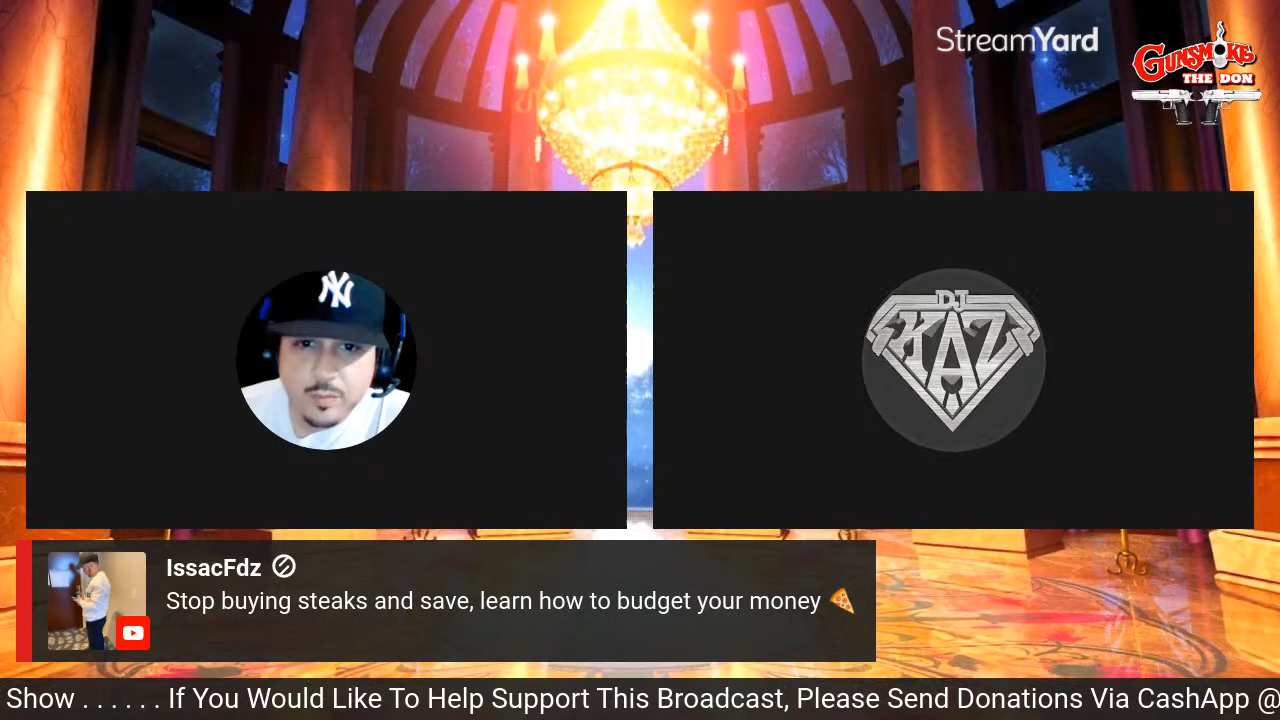 StreamYard
GUNSMOKE
THE DON
NY
DJ
KAZ
IssacFdz
Stop buying steaks and save, learn how to budget your money 🍕
Show . . . . . . If You Would Like To Help Support This Broadcast, Please Send Donations Via CashApp @